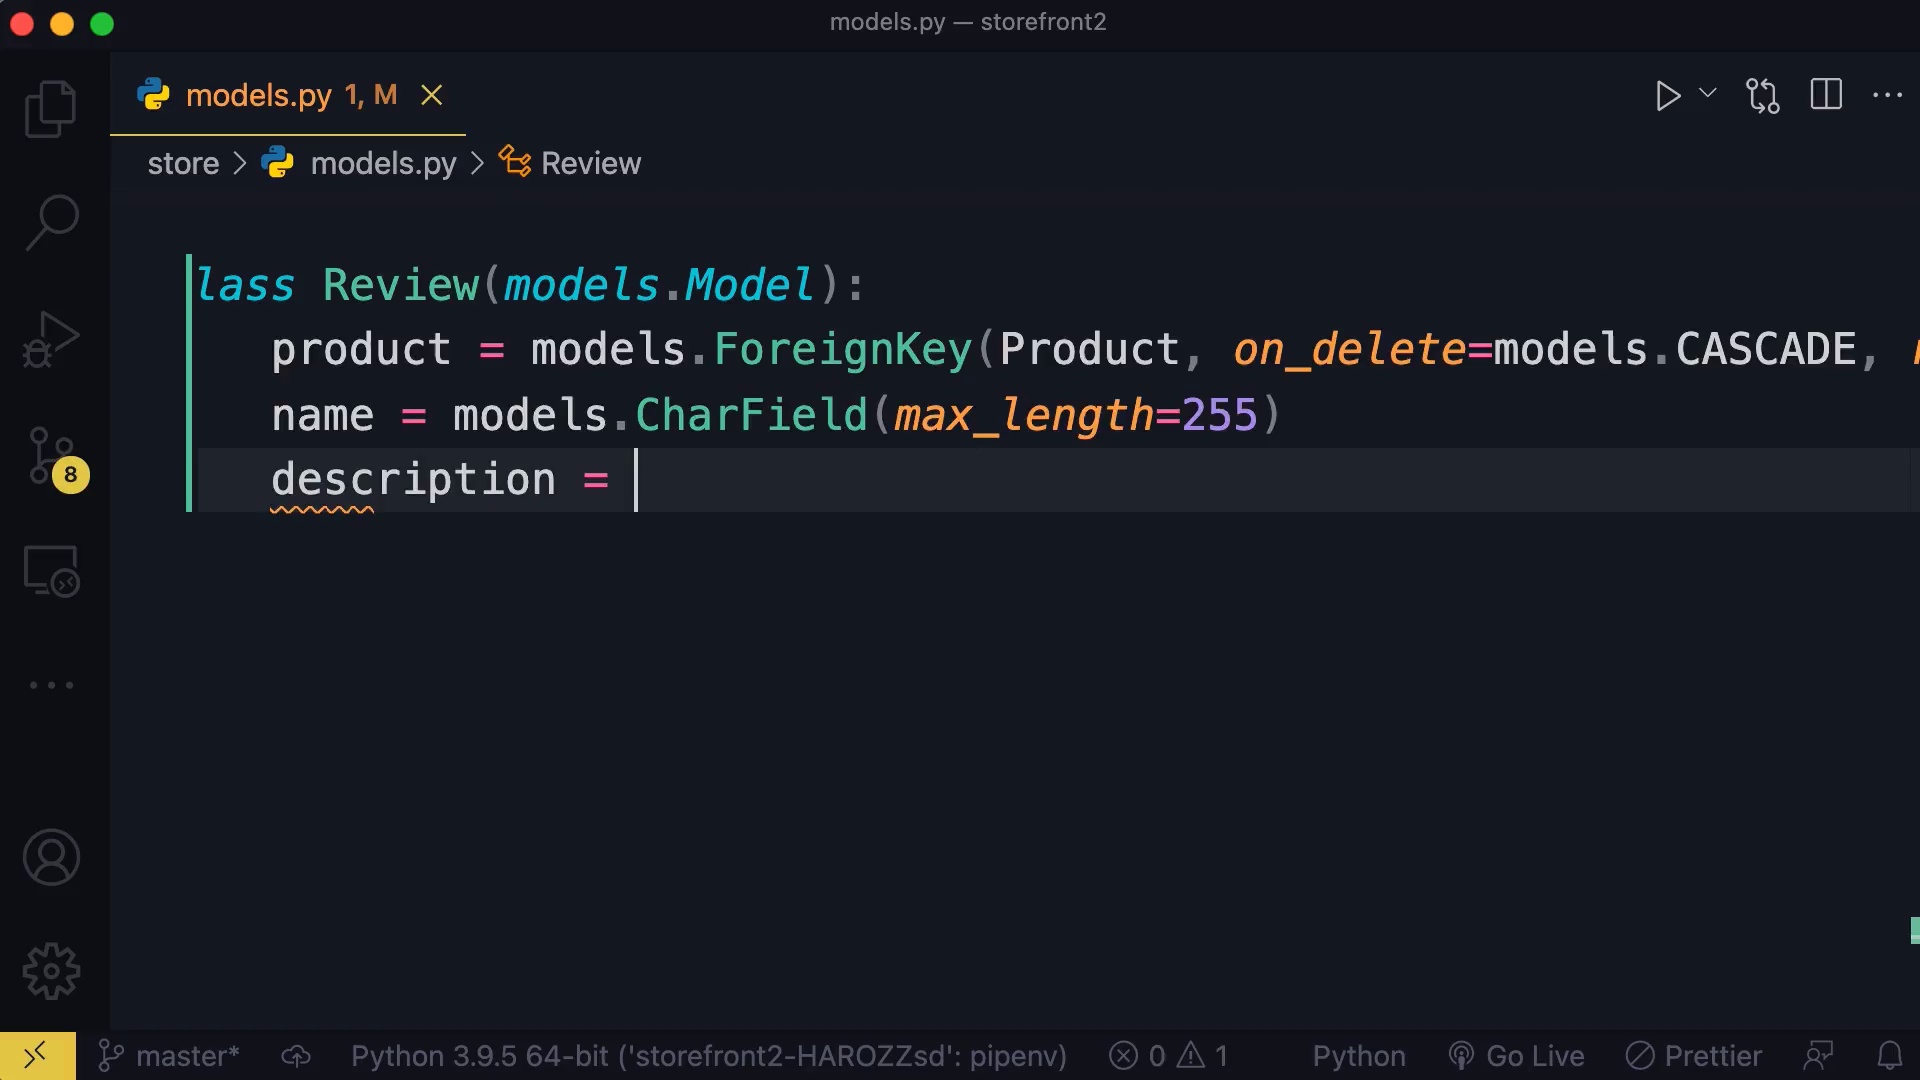 models.py — storefront2
models.py 1, M
store > models.py > Review
lass Review(models.Model):
product = models.ForeignKey(Product, on_delete=models.CASCADE,
name = models.CharField(max_length=255)
description =
8
master* Python 3.9.5 64-bit ('storefront2-HAROZZsd': pipenv) 0 1 Python Go Live Prettier